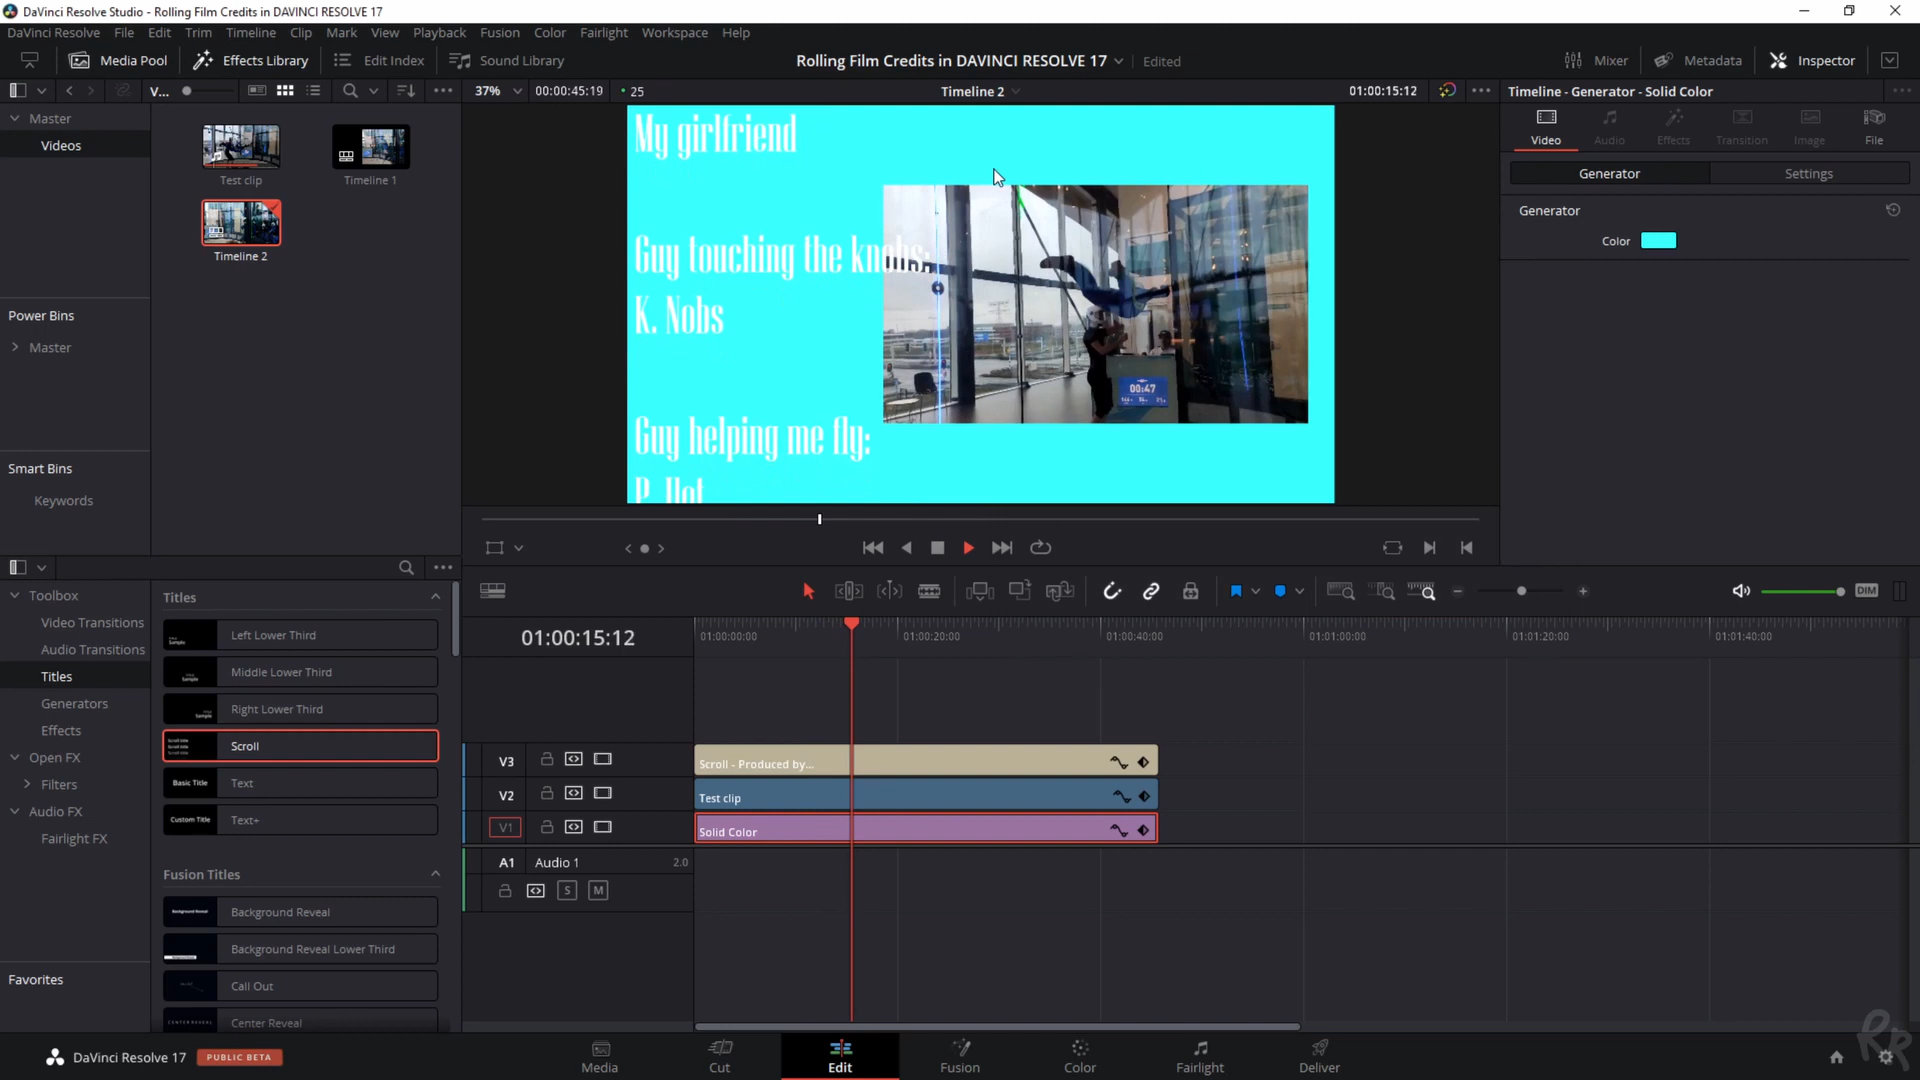 DaVinci Resolve Studio - Rolling Film Credits in DAVINCI RESOLVE 17
DaVinci Resolve File Edit Trim Timeline Clip Mark View Playback Fusion Color Fairlight Workspace Help
Media Pool Effects Library Edit Index Sound Library
Rolling Film Credits in DAVINCI RESOLVE 17 Edited
Mixer Metadata Inspector
V... 37% 00:00:45:19 25 Timeline 2 01:00:15:12
Timeline - Generator - Solid Color
Master
Videos
Test clip
Timeline 1
Timeline 2
Power Bins
Master
Smart Bins
Keywords
My girlfriend
Guy touching the knobs:
K. Nobs
Guy helping me fly:
00:47
Video Audio Effects Transition Image File
Generator Settings
Generator
Color
Toolbox
Video Transitions
Audio Transitions
Titles
Generators
Effects
Open FX
Filters
Audio FX
Fairlight FX
Favorites
Titles
Left Lower Third
Middle Lower Third
Right Lower Third
Scroll
Basic Title Text
Custom Title Text+
Fusion Titles
Background Reveal
Background Reveal Lower Third
Call Out
CENTER REVEAL Center Reveal
DIM
01:00:15:12
01:00:00:00 01:00:20:00 01:00:40:00 01:01:00:00 01:01:20:00 01:01:40:00
V3 Scroll - Produced by...
V2 Test clip
V1 Solid Color
A1 Audio 1 2.0
S M
DaVinci Resolve 17 PUBLIC BETA
Media Cut Edit Fusion Color Fairlight Deliver
RR